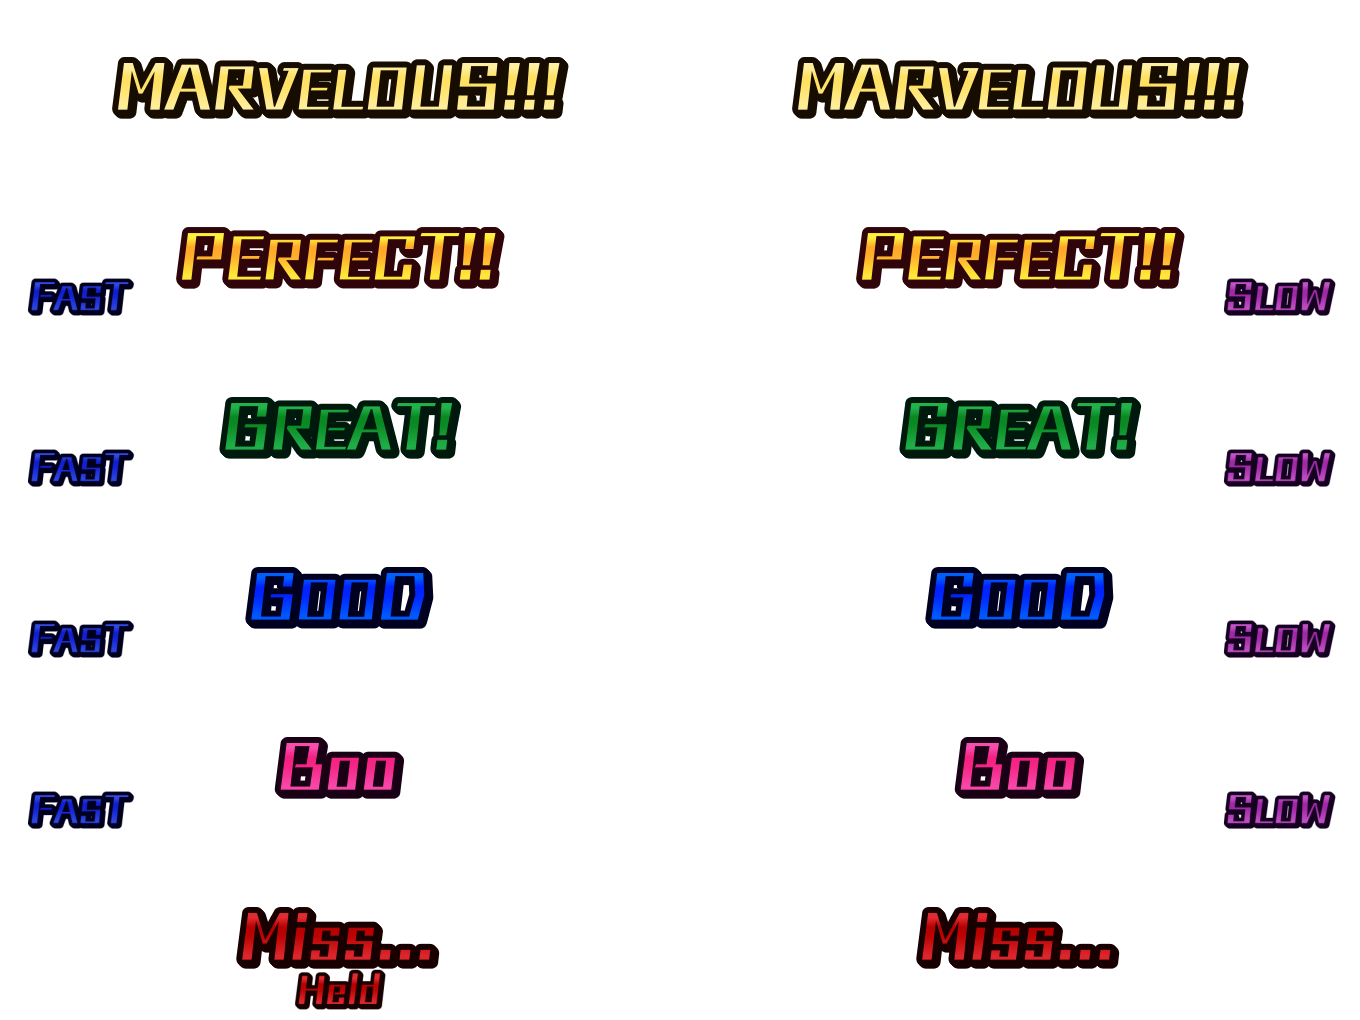 MARVELOUS!!! MARVELOUS!!!
PERFECT!! PERFECT!!
FAST SLOW
GREAT! GREAT!
FAST SLOW
GOOD GOOD
FAST SLOW
Boo Boo
FAST SLOW
Miss... Miss...
Held